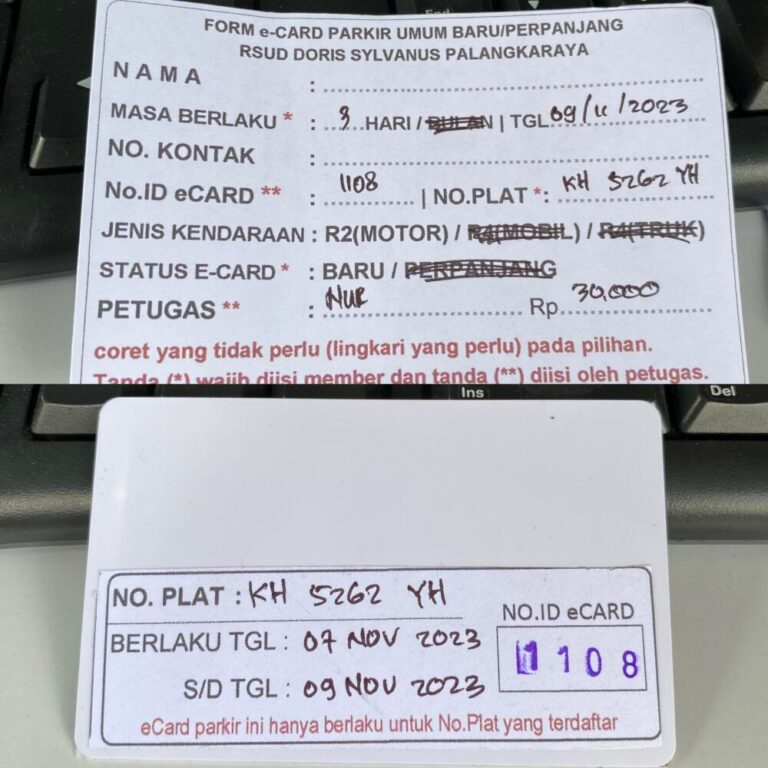 FORM e-CARD PARKIR UMUM BARU/PERPANJANG
RSUD DORIS SYLVANUS PALANGKARAYA
NAMA :
MASA BERLAKU * : 3 HARI / BULAN | TGL 09/11/2023
NO. KONTAK :
No.ID eCARD ** : 1108 | NO.PLAT *: KH 5262 YH
JENIS KENDARAAN : R2(MOTOR) / R4(MOBIL) / R4(TRUK)
STATUS E-CARD * : BARU / PERPANJANG
PETUGAS ** : NUR Rp 30,000
coret yang tidak perlu (lingkari yang perlu) pada pilihan.
Tanda (*) wajib diisi member dan tanda (**) diisi oleh petugas.
Ins
Del
NO. PLAT : KH 5262 YH
NO.ID eCARD
BERLAKU TGL : 07 NOV 2023
1108
S/D TGL : 09 NOV 2023
eCard parkir ini hanya berlaku untuk No.Plat yang terdaftar